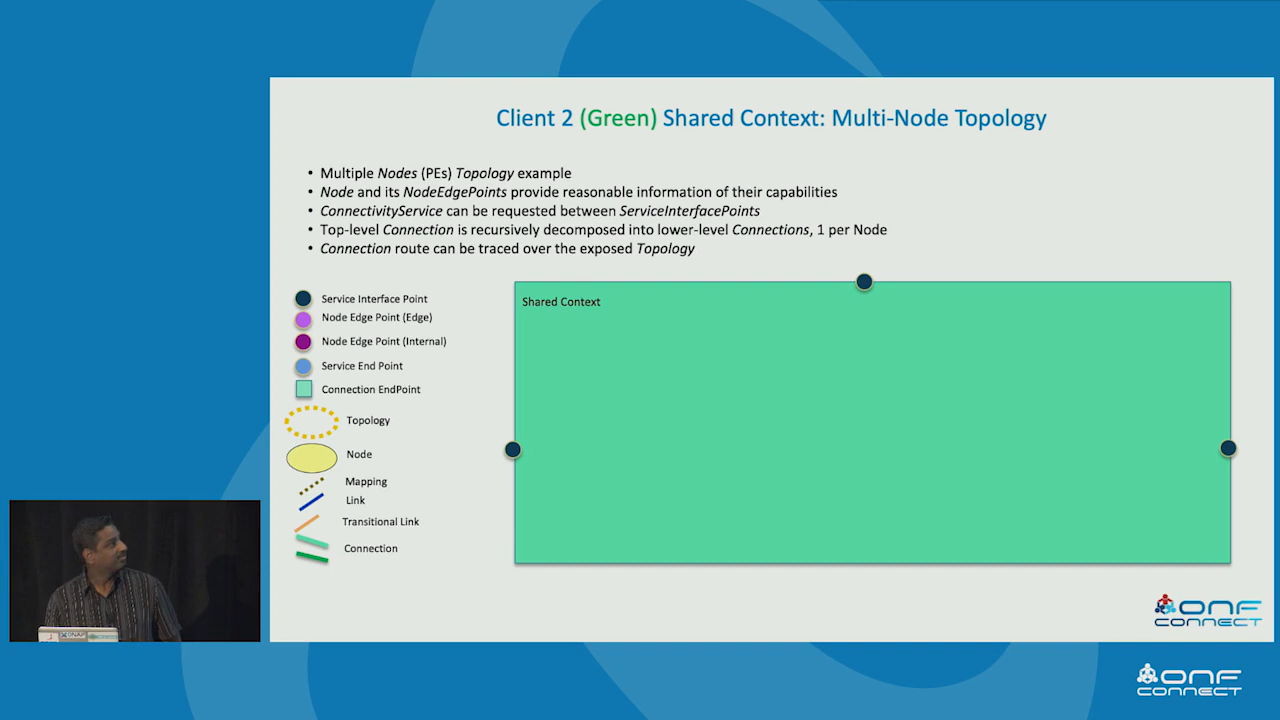 Client 2 (Green) Shared Context: Multi-Node Topology
• Multiple Nodes (PEs) Topology example
• Node and its NodeEdgePoints provide reasonable information of their capabilities
• ConnectivityService can be requested between ServiceInterfacePoints
• Top-level Connection is recursively decomposed into lower-level Connections, 1 per Node
• Connection route can be traced over the exposed Topology
Service Interface Point
Node Edge Point (Edge)
Node Edge Point (Internal)
Service End Point
Connection EndPoint
Topology
Node
Mapping
Link
Transitional Link
Connection
Shared Context
ONF
CONNECT
ONF
CONNECT